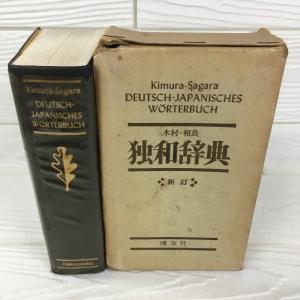 Kimura-Sagara
DEUTSCH-
JAPANISCHES
WÖRTERBUCH
Hakuyusha
Kimura-Sagara
DEUTSCH-JAPANISCHES
WÖRTERBUCH
木村・相良
独和辞典
新訂
博友社